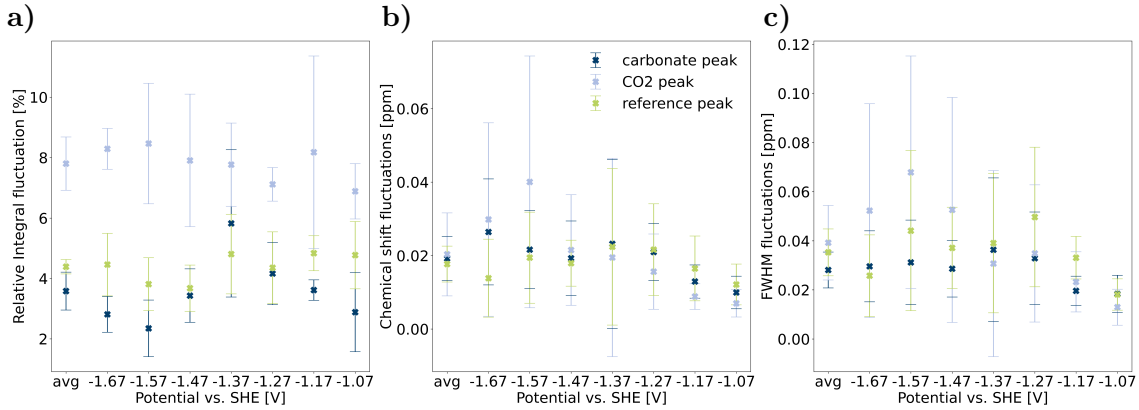 a)
b)
c)
Relative Integral fluctuation [%]
10
8
6
4
2
avg -1.67 -1.57 -1.47 -1.37 -1.27 -1.17 -1.07
Potential vs. SHE [V]
Chemical shift fluctuations [ppm]
0.06
0.04
0.02
0.00
carbonate peak
CO2 peak
reference peak
avg -1.67 -1.57 -1.47 -1.37 -1.27 -1.17 -1.07
Potential vs. SHE [V]
FWHM fluctuations [ppm]
0.12
0.10
0.08
0.06
0.04
0.02
0.00
avg -1.67 -1.57 -1.47 -1.37 -1.27 -1.17 -1.07
Potential vs. SHE [V]